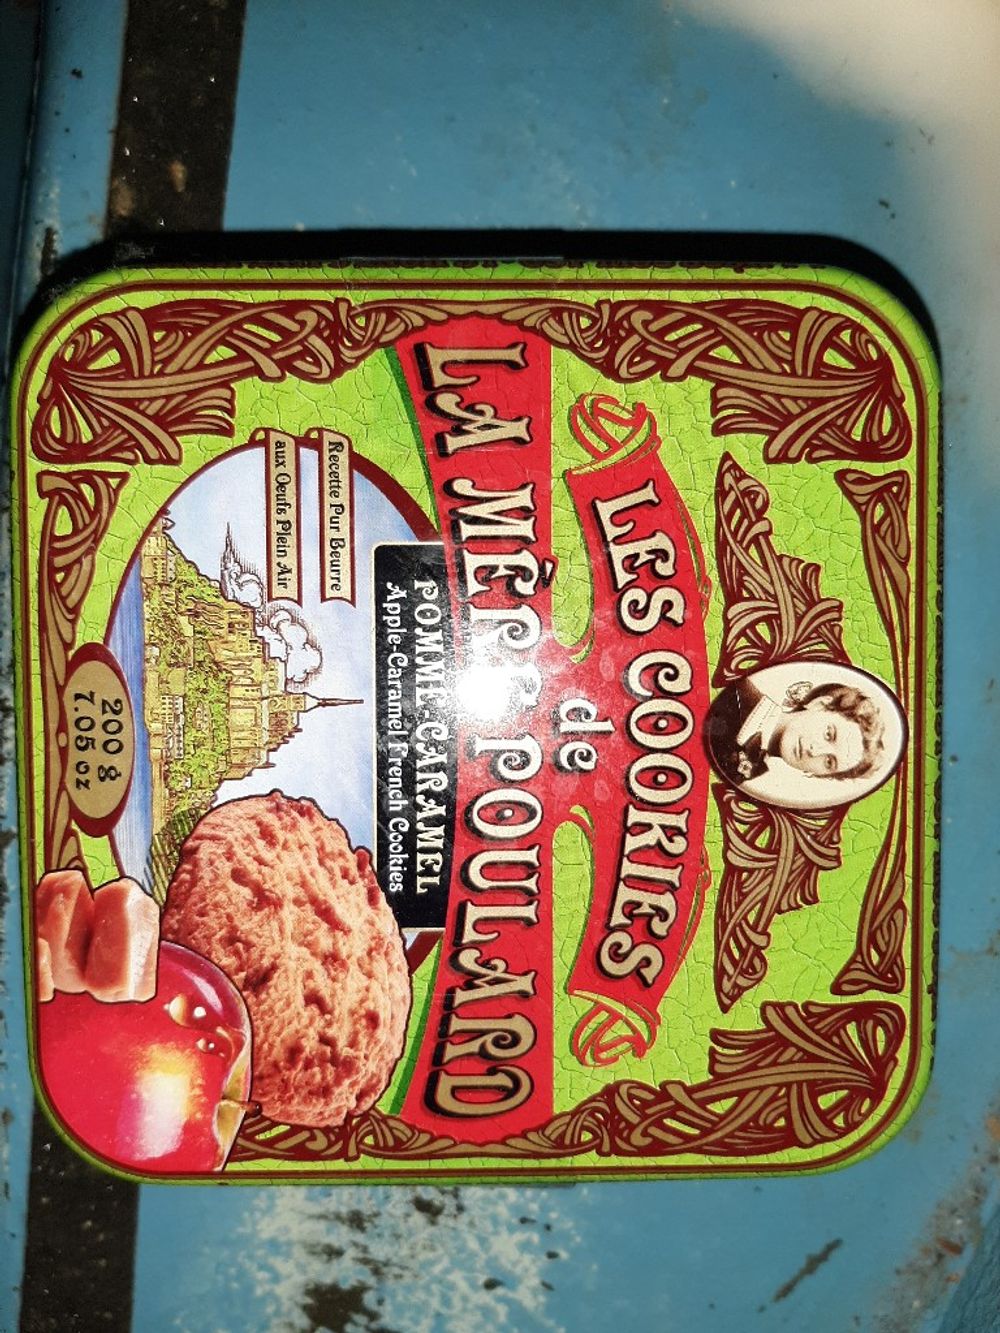 LES COOKIES
de
LA MÈRE POULARD
POMME-CARAMEL
Apple-Caramel French Cookies
Recette Pur Beurre
aux Oeufs Plein Air
200 g
7.05 oz